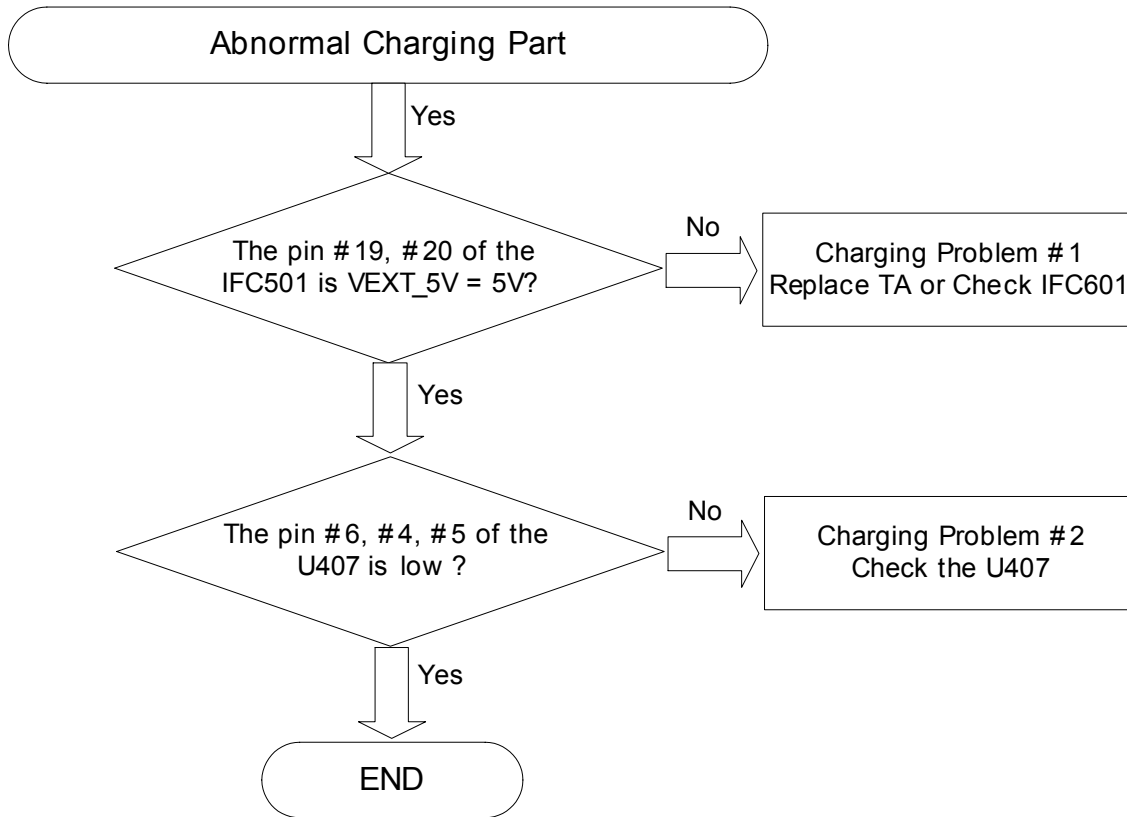 Abnormal Charging Part
Yes
The pin #19, #20 of the
IFC501 is VEXT_5V = 5V?
No
Charging Problem #1
Replace TA or Check IFC601
Yes
The pin #6, #4, #5 of the
U407 is low ?
No
Charging Problem #2
Check the U407
Yes
END